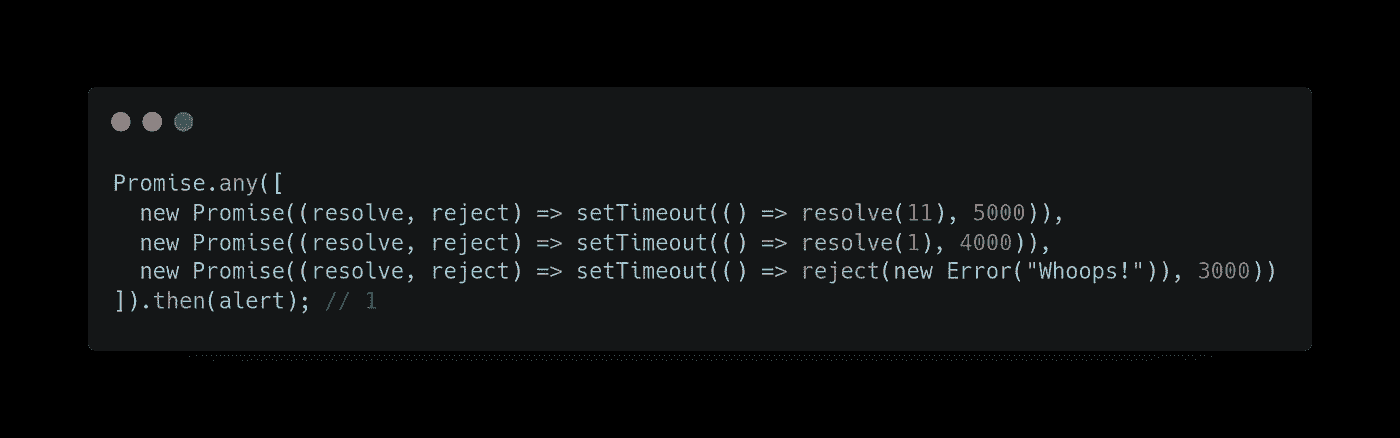 Promise.any([
  new Promise((resolve, reject) => setTimeout(() => resolve(11), 5000)),
  new Promise((resolve, reject) => setTimeout(() => resolve(1), 4000)),
  new Promise((resolve, reject) => setTimeout(() => reject(new Error("Whoops!")), 3000))
]).then(alert); // 1